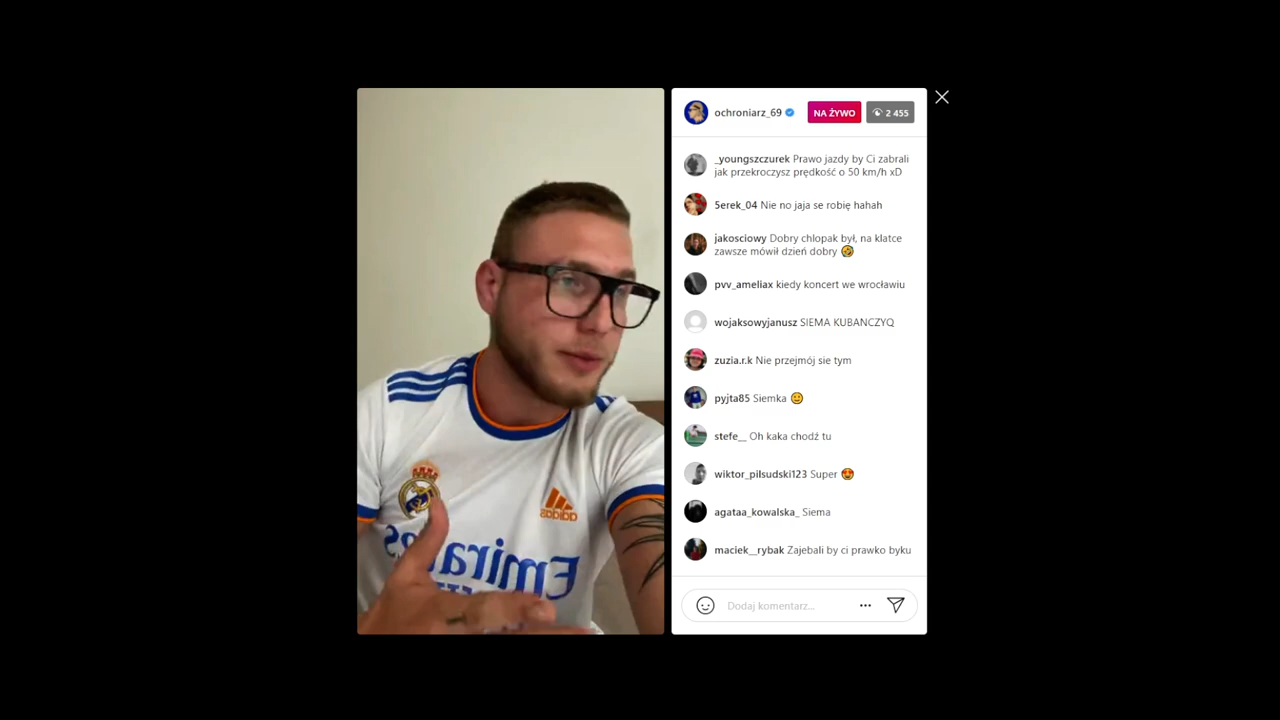 ochroniarz_69
NA ŻYWO
2 455
_youngszczurek Prawo jazdy by Ci zabrali
jak przekroczysz prędkość o 50 km/h xD
5erek_04 Nie no jaja se robię hahah
jakosciowy Dobry chlopak był, na klatce
zawsze mówił dzień dobry 🤣
pvv_ameliax kiedy koncert we wrocławiu
wojaksowyjanusz SIEMA KUBANCZYQ
zuzia.r.k Nie przejmój sie tym
pyjta85 Siemka 🙂
stefe__ Oh kaka chodź tu
wiktor_pilsudski123 Super 😍
agataa_kowalska_ Siema
maciek__rybak Zajebali by ci prawko byku
Dodaj komentarz...
adidas
Emirates